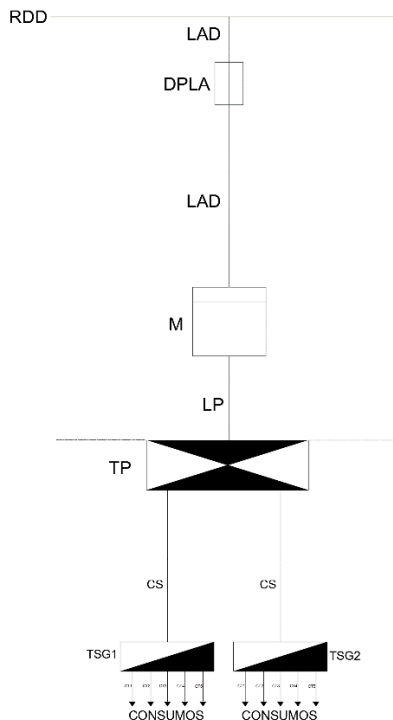 RDD
LAD
DPLA
LAD
M
LP
TP
CS
CS
TSG1
TSG2
CONSUMOS
CONSUMOS